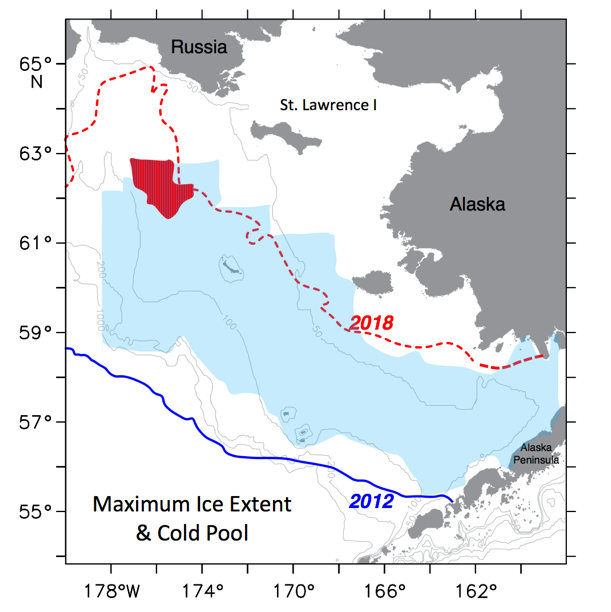 65°
N
Russia
50
St. Lawrence I
63°
Alaska
61°
200
1000
100
50
59°
2018
57°
Alaska
Peninsula
Maximum Ice Extent
& Cold Pool
2012
55°
178°W
174°
170°
166°
162°